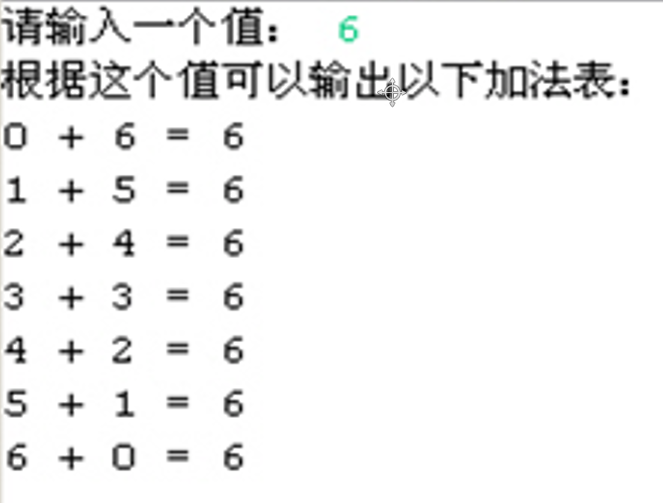 请输入一个值： 6
根据这个值可以输出以下加法表：
0 + 6 = 6
1 + 5 = 6
2 + 4 = 6
3 + 3 = 6
4 + 2 = 6
5 + 1 = 6
6 + 0 = 6